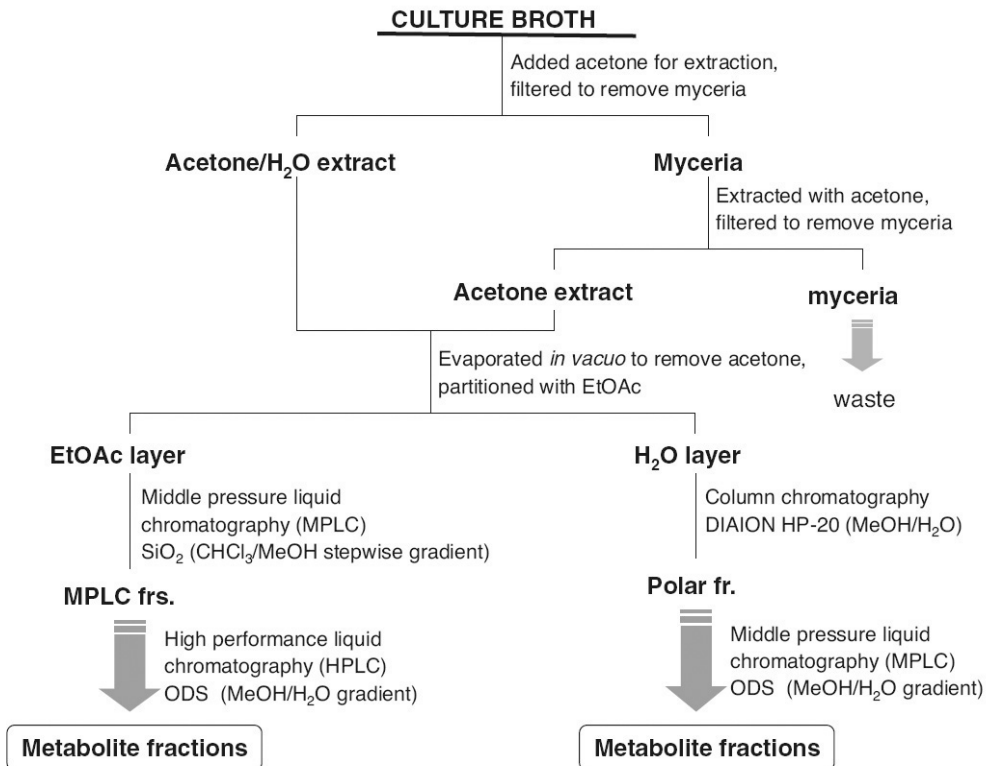 CULTURE BROTH
Added acetone for extraction,
filtered to remove myceria
Acetone/H₂O extract
Myceria
Extracted with acetone,
filtered to remove myceria
Acetone extract
myceria
waste
Evaporated in vacuo to remove acetone,
partitioned with EtOAc
EtOAc layer
Middle pressure liquid
chromatography (MPLC)
SiO₂ (CHCl₃/MeOH stepwise gradient)
MPLC frs.
High performance liquid
chromatography (HPLC)
ODS (MeOH/H₂O gradient)
Metabolite fractions
H₂O layer
Column chromatography
DIAION HP-20 (MeOH/H₂O)
Polar fr.
Middle pressure liquid
chromatography (MPLC)
ODS (MeOH/H₂O gradient)
Metabolite fractions